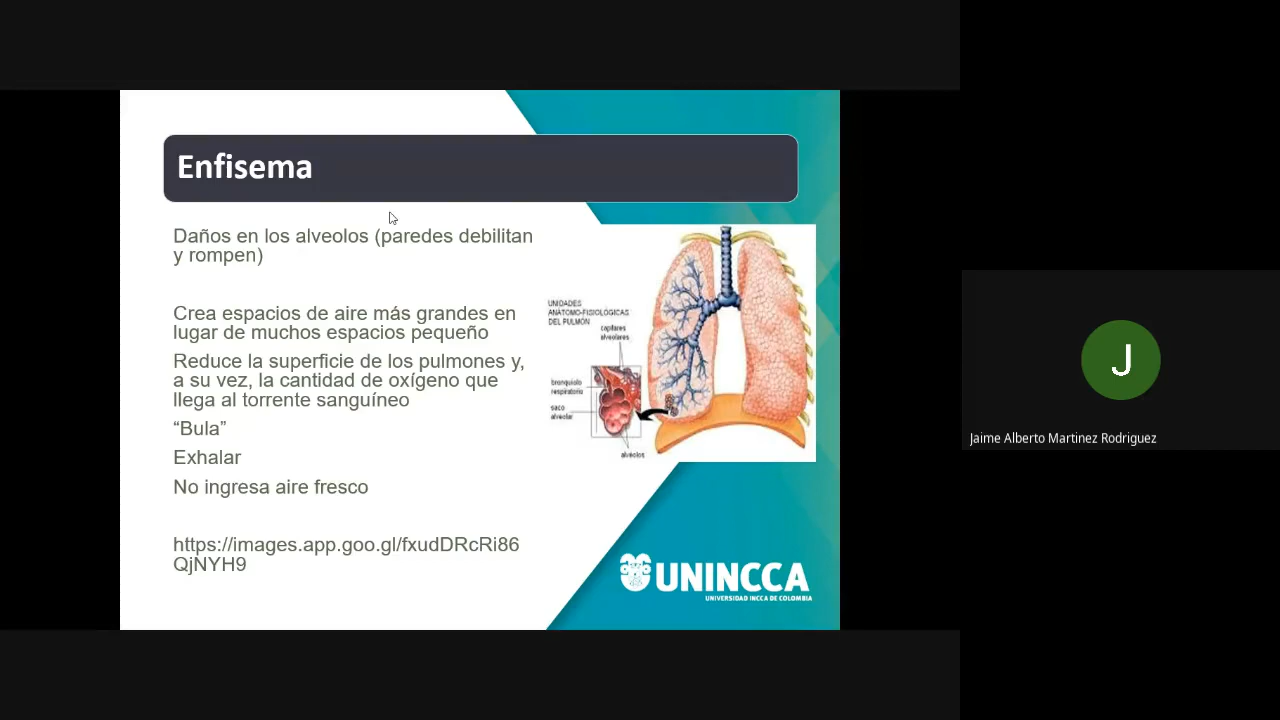 Enfisema
Daños en los alveolos (paredes debilitan
y rompen)
Crea espacios de aire más grandes en
lugar de muchos espacios pequeño
Reduce la superficie de los pulmones y,
a su vez, la cantidad de oxígeno que
llega al torrente sanguíneo
“Bula”
Exhalar
No ingresa aire fresco
https://images.app.goo.gl/fxudDRcRi86
QjNYH9
UNIDADES
ANATOMO-FISIOLÓGICAS
DEL PULMÓN
capilares
alveolares
bronquiolo
respiratorio
saco
alveolar
alvéolos
UNINCCA
UNIVERSIDAD INCCA DE COLOMBIA
J
Jaime Alberto Martinez Rodriguez